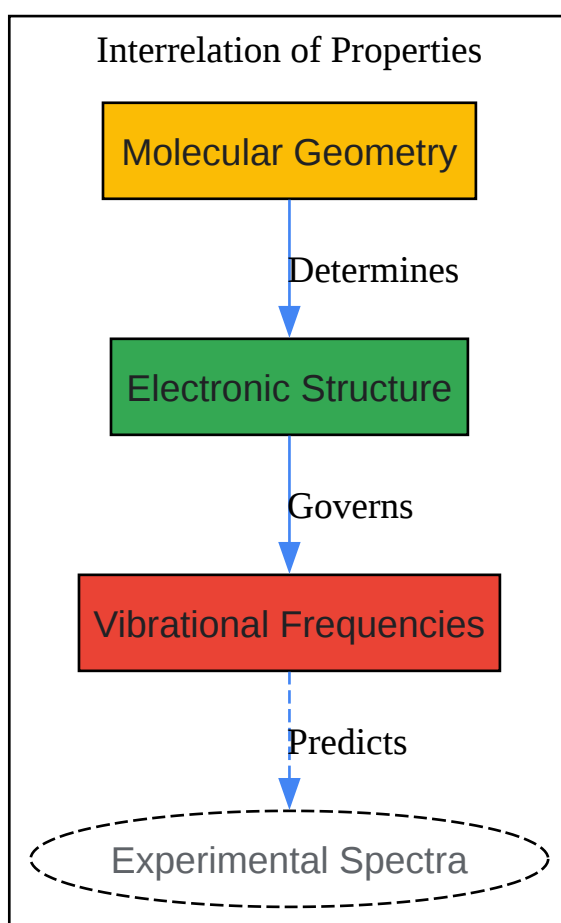 Interrelation of Properties
Molecular Geometry
Determines
Electronic Structure
Governs
Vibrational Frequencies
Predicts
Experimental Spectra